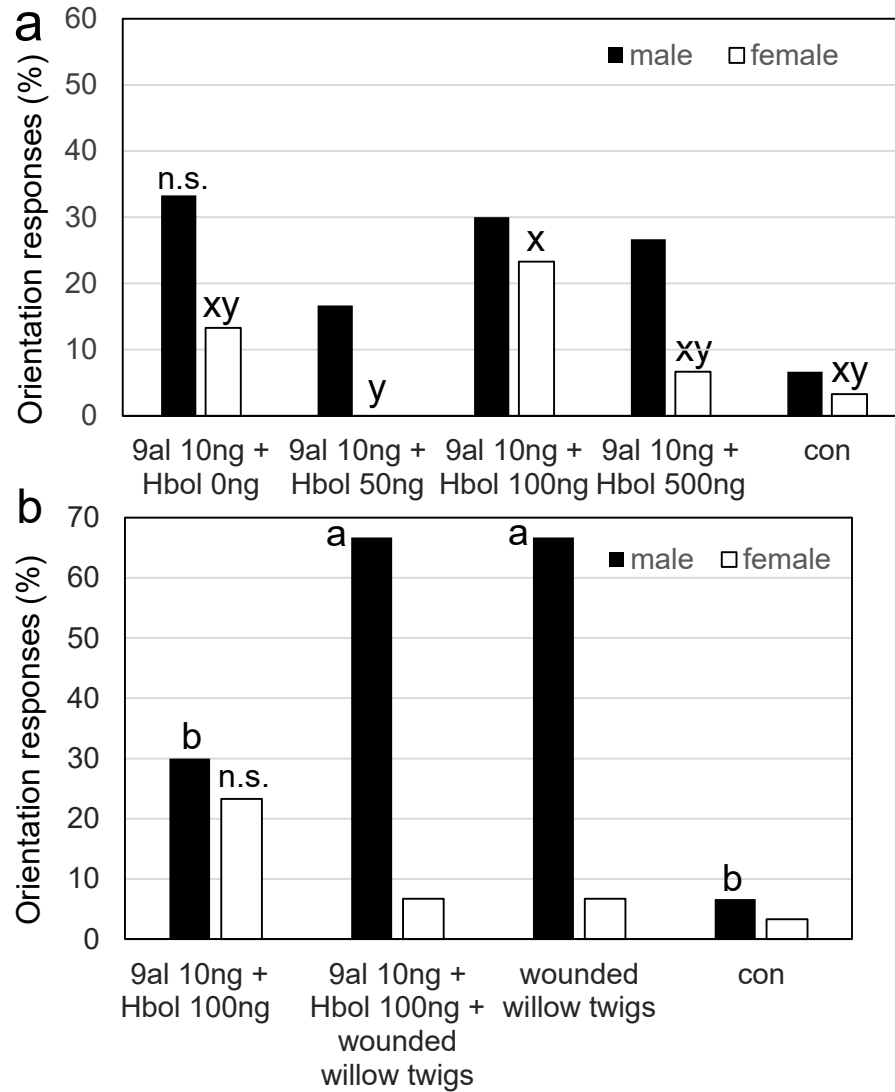 a
60
50
40
30
20
10
0
Orientation responses (%)
male female
n.s.
xy
y
x
xy
xy
9al 10ng +
Hbol 0ng
9al 10ng +
Hbol 50ng
9al 10ng +
Hbol 100ng
9al 10ng +
Hbol 500ng
con
b
70
60
50
40
30
20
10
0
Orientation responses (%)
male female
b
n.s.
a
a
b
9al 10ng +
Hbol 100ng
9al 10ng +
Hbol 100ng +
wounded
willow twigs
wounded
willow twigs
con